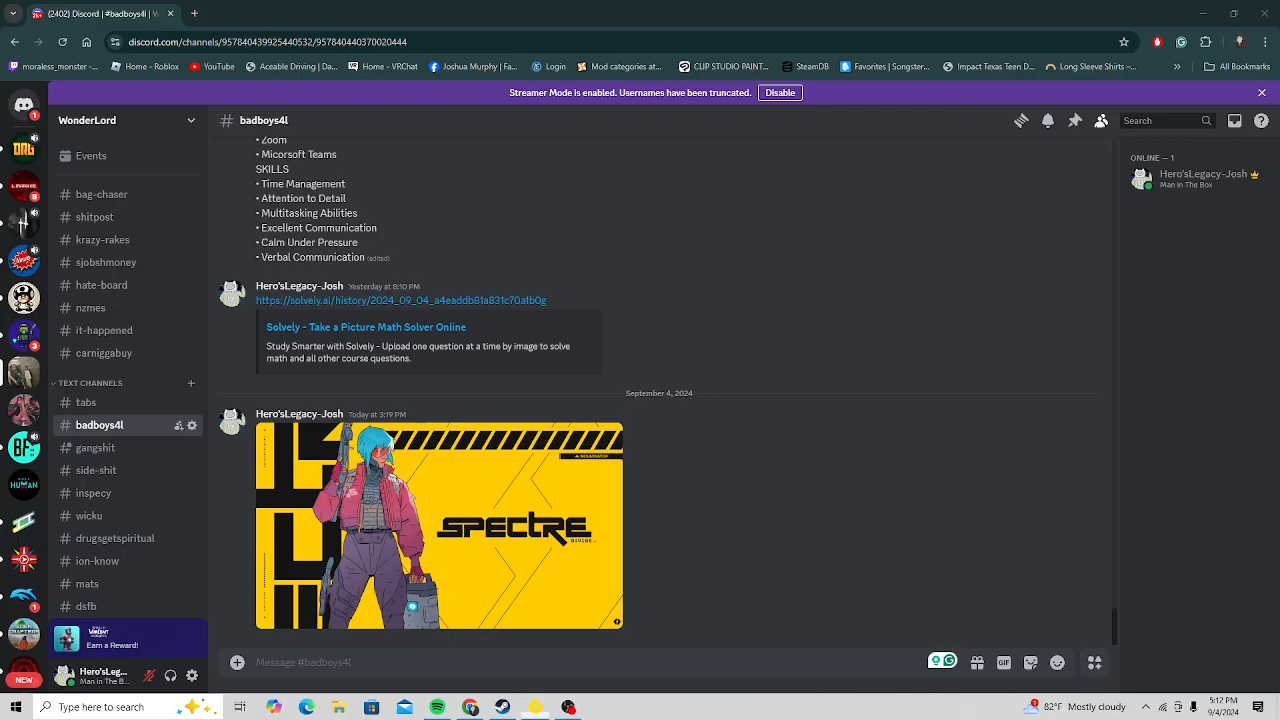 (2402) Discord | #badboys4l | W
discord.com/channels/957840439925440532/957840440370020444
morales_monster -...
Home - Roblox
YouTube
Aceable Driving | Da...
Home - VRChat
Joshua Murphy | Fa...
Login
Mod categories at...
CLIP STUDIO PAINT...
SteamDB
Favorites | Songster...
Impact Texas Teen D...
Long Sleeve Shirts -...
»
All Bookmarks
Streamer Mode is enabled. Usernames have been truncated.
Disable
WonderLord
# badboys4l
Search
Events
# bag-chaser
# shitpost
# krazy-rakes
# sjobshmoney
# hate-board
# nzmes
# it-happened
# carniggabuy
TEXT CHANNELS
# tabs
# badboys4l
# gangshit
# side-shit
# inspecy
# wicku
# drugsgetspiritual
# ion-know
# mats
# dsfb
Earn a Reward!
Hero'sLeg...
Man In The B...
NEW
• Zoom
• Micorsoft Teams
SKILLS
• Time Management
• Attention to Detail
• Multitasking Abilities
• Excellent Communication
• Calm Under Pressure
• Verbal Communication (edited)
Hero'sLegacy-Josh Yesterday at 8:10 PM
https://solvely.ai/history/2024_09_04_a4eaddb81a831c70a1b0g
Solvely - Take a Picture Math Solver Online
Study Smarter with Solvely - Upload one question at a time by image to solve
math and all other course questions.
September 4, 2024
Hero'sLegacy-Josh Today at 3:19 PM
MOUNTAINTOP
SPECTRE
DIVIDE
Message #badboys4l
GIF
ONLINE — 1
Hero'sLegacy-Josh
Man In The Box
Type here to search
82°F Mostly cloudy
5:12 PM
9/4/2024